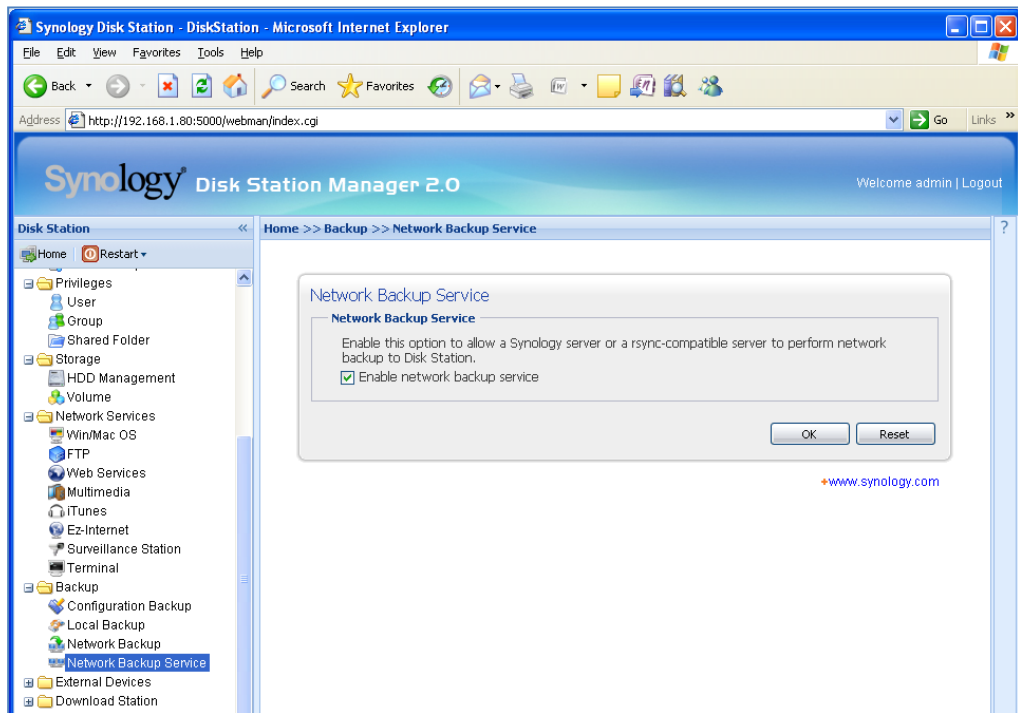 Synology Disk Station - DiskStation - Microsoft Internet Explorer
File Edit View Favorites Tools Help
Back Search Favorites
Address http://192.168.1.80:5000/webman/index.cgi Go Links »
Synology® Disk Station Manager 2.0
Welcome admin | Logout
Disk Station «
Home >> Backup >> Network Backup Service ?
Home Restart
Privileges
User
Group
Shared Folder
Storage
HDD Management
Volume
Network Services
Win/Mac OS
FTP
Web Services
Multimedia
iTunes
Ez-Internet
Surveillance Station
Terminal
Backup
Configuration Backup
Local Backup
Network Backup
Network Backup Service
External Devices
Download Station
Network Backup Service
Network Backup Service
Enable this option to allow a Synology server or a rsync-compatible server to perform network
backup to Disk Station.
Enable network backup service
OK Reset
+www.synology.com